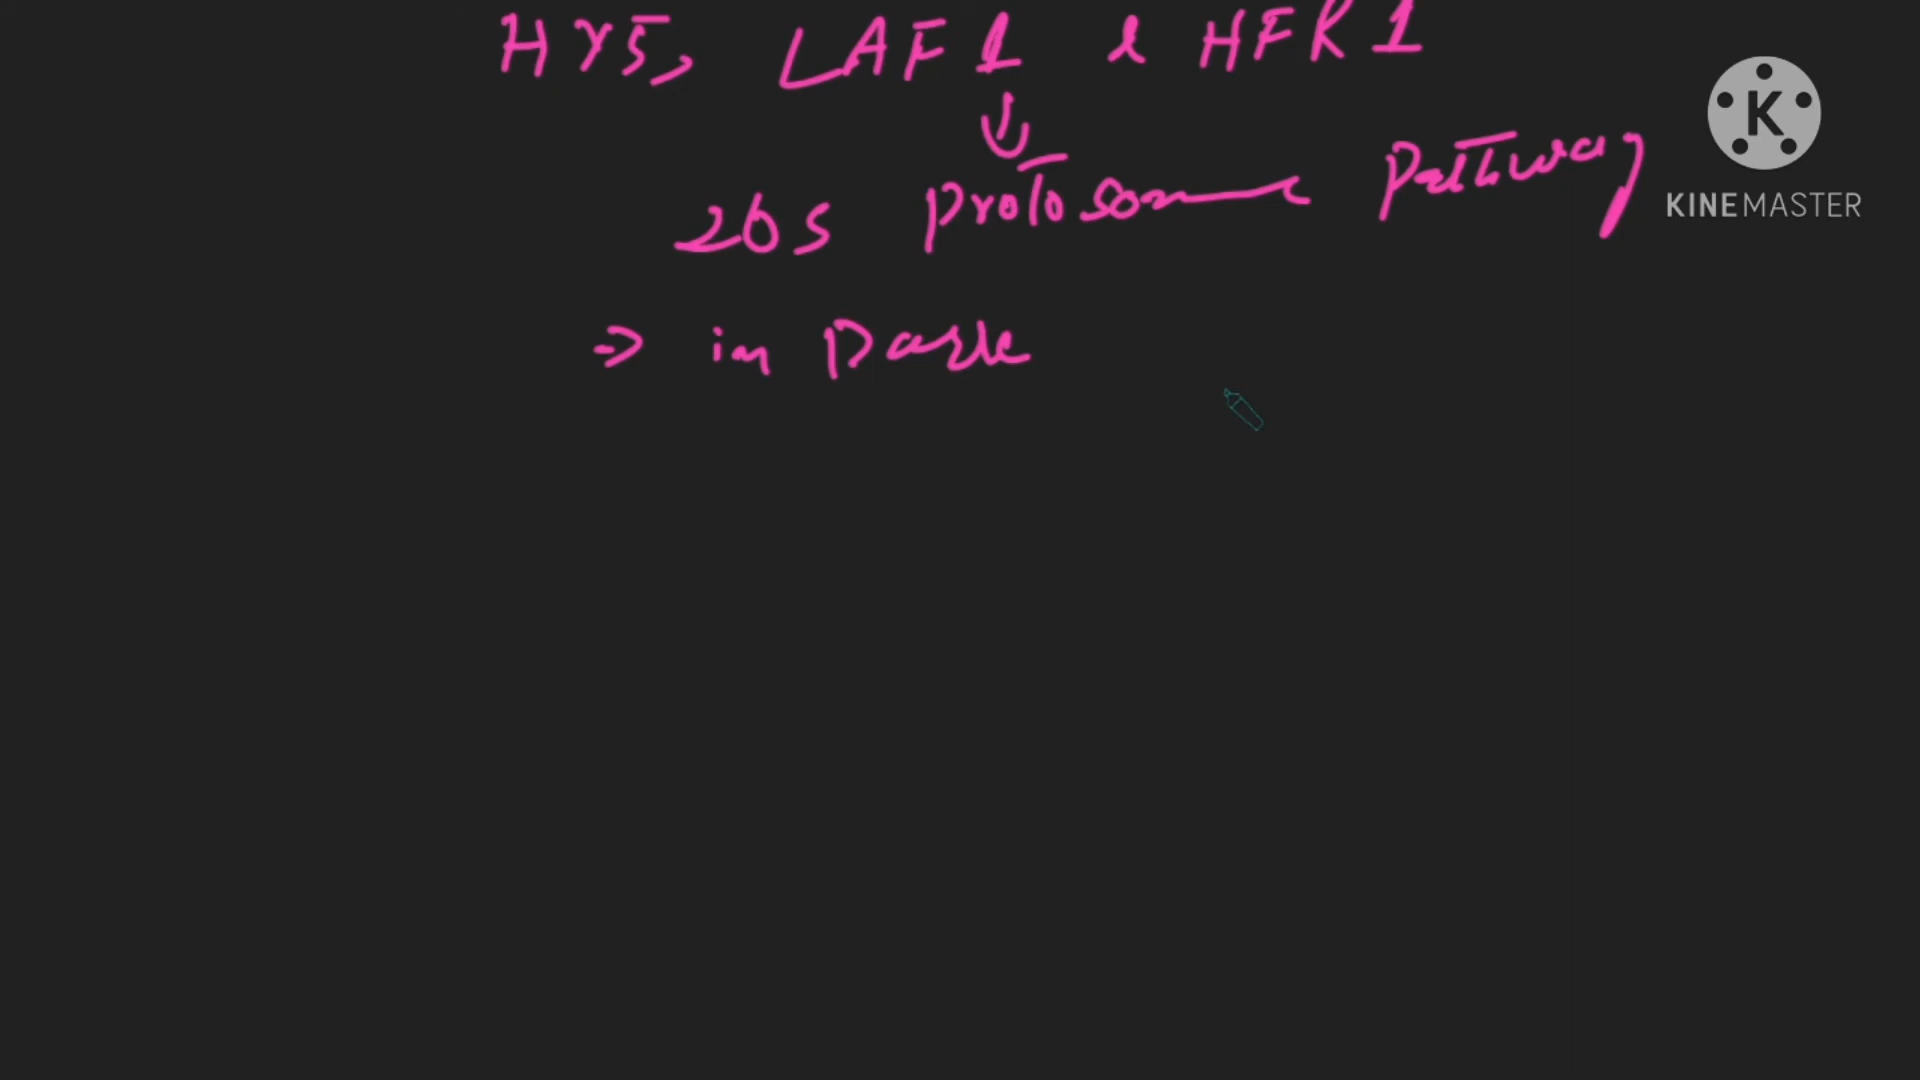 HY5, LAF1 & HFR1
26S Protosome Pathway
K
KINEMASTER
⇒ in Dark